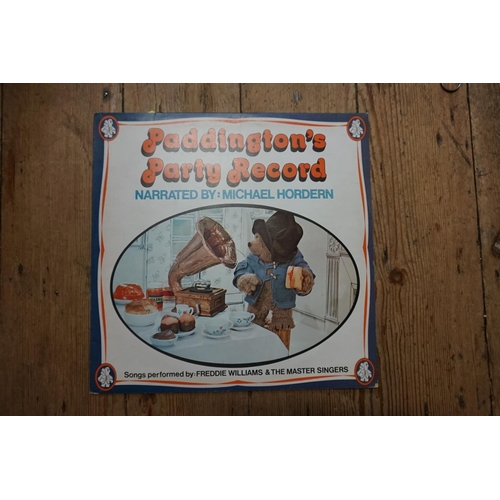 Paddington's
Party Record
NARRATED BY: MICHAEL HORDERN
Songs performed by: FREDDIE WILLIAMS & THE MASTER SINGERS